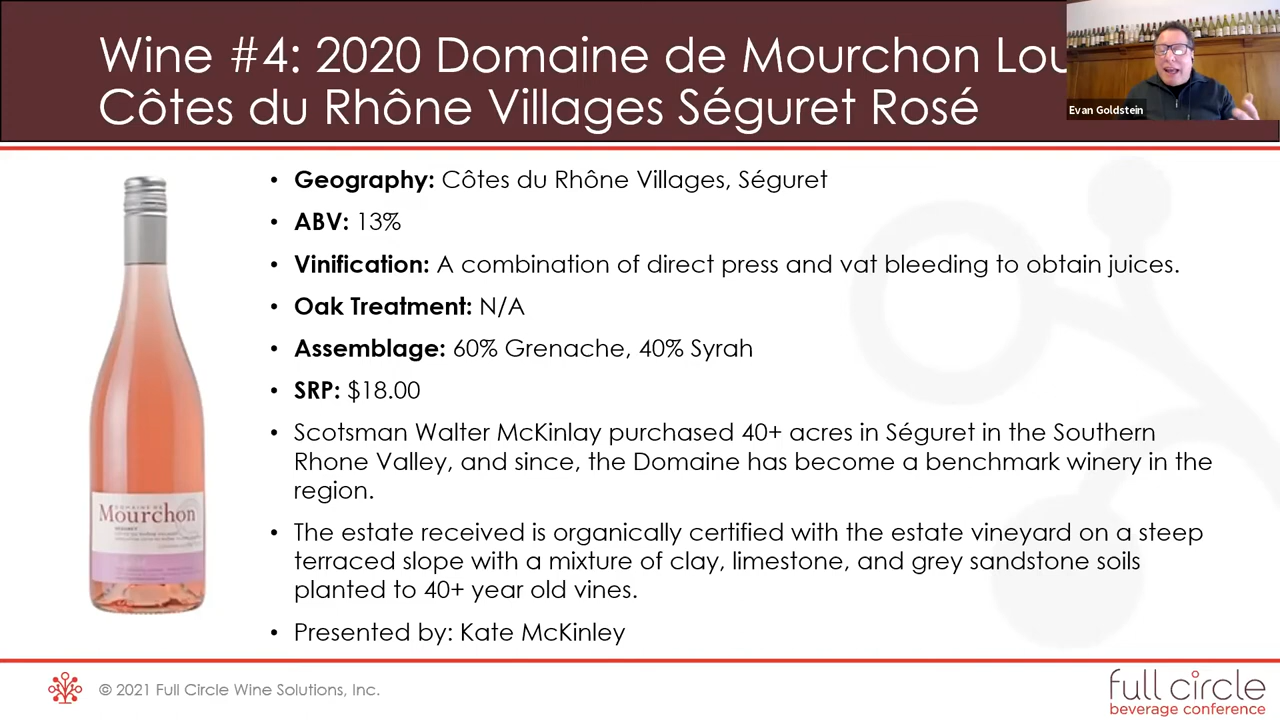 Wine #4: 2020 Domaine de Mourchon Lou
Côtes du Rhône Villages Séguret Rosé
Evan Goldstein
• Geography: Côtes du Rhône Villages, Séguret
• ABV: 13%
• Vinification: A combination of direct press and vat bleeding to obtain juices.
• Oak Treatment: N/A
• Assemblage: 60% Grenache, 40% Syrah
• SRP: $18.00
• Scotsman Walter McKinlay purchased 40+ acres in Séguret in the Southern
Rhone Valley, and since, the Domaine has become a benchmark winery in the
region.
• The estate received is organically certified with the estate vineyard on a steep
terraced slope with a mixture of clay, limestone, and grey sandstone soils
planted to 40+ year old vines.
• Presented by: Kate McKinley
DOMAINE DE
Mourchon
© 2021 Full Circle Wine Solutions, Inc.
full circle
beverage conference